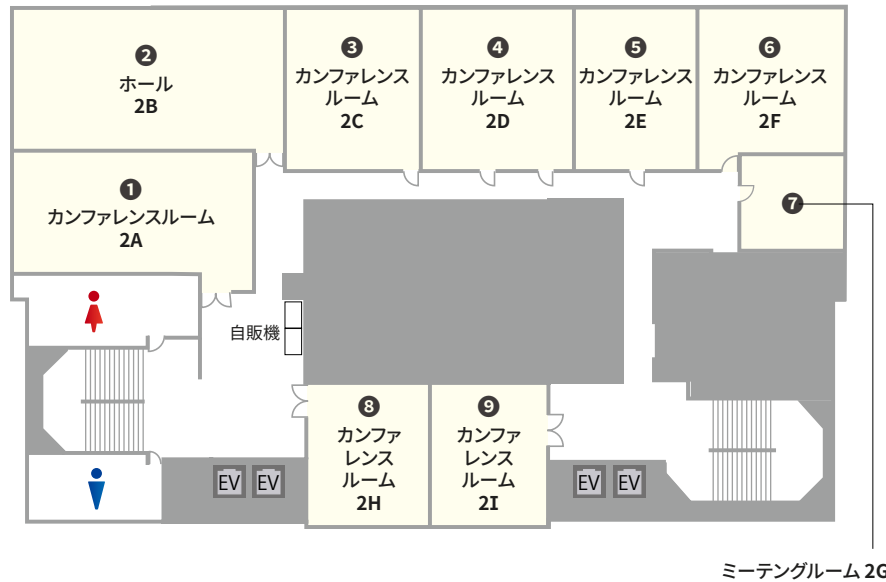 ❷
ホール
2B
❸
カンファレンス
ルーム
2C
❹
カンファレンス
ルーム
2D
❺
カンファレンス
ルーム
2E
❻
カンファレンス
ルーム
2F
❶
カンファレンスルーム
2A
❼
自販機
❽
カンファ
レンス
ルーム
2H
❾
カンファ
レンス
ルーム
2I
EV EV
EV EV
ミーテングルーム 2G